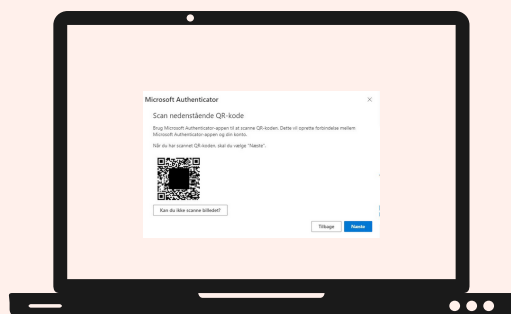 Microsoft Authenticator
Scan nedenstående QR-kode
Brug Microsoft Authenticator-appen til at scanne QR-koden. Dette vil oprette forbindelse mellem
Microsoft Authenticator-appen og din konto.
Når du har scannet QR-koden, skal du vælge "Næste".
Kan du ikke scanne billedet?
Tilbage
Næste